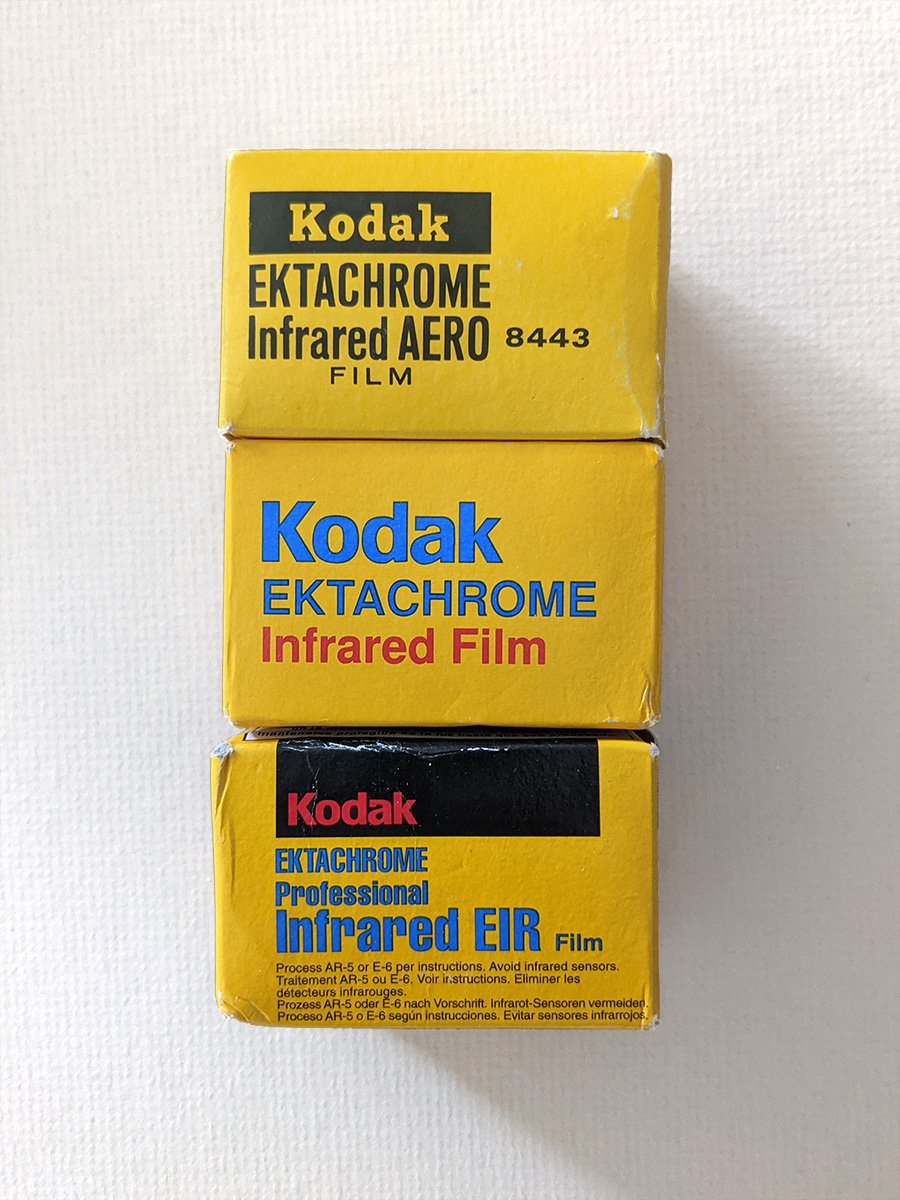 Kodak
EKTACHROME
Infrared AERO 8443
FILM
Kodak
EKTACHROME
Infrared Film
Kodak
EKTACHROME
Professional
Infrared EIR Film
Process AR-5 or E-6 per instructions. Avoid infrared sensors.
Traitement AR-5 ou E-6. Voir instructions. Eliminer les
détecteurs infrarouges.
Prozess AR-5 oder E-6 nach Vorschrift. Infrarot-Sensoren vermeiden.
Proceso AR-5 o E-6 según instrucciones. Evitar sensores infrarrojos.